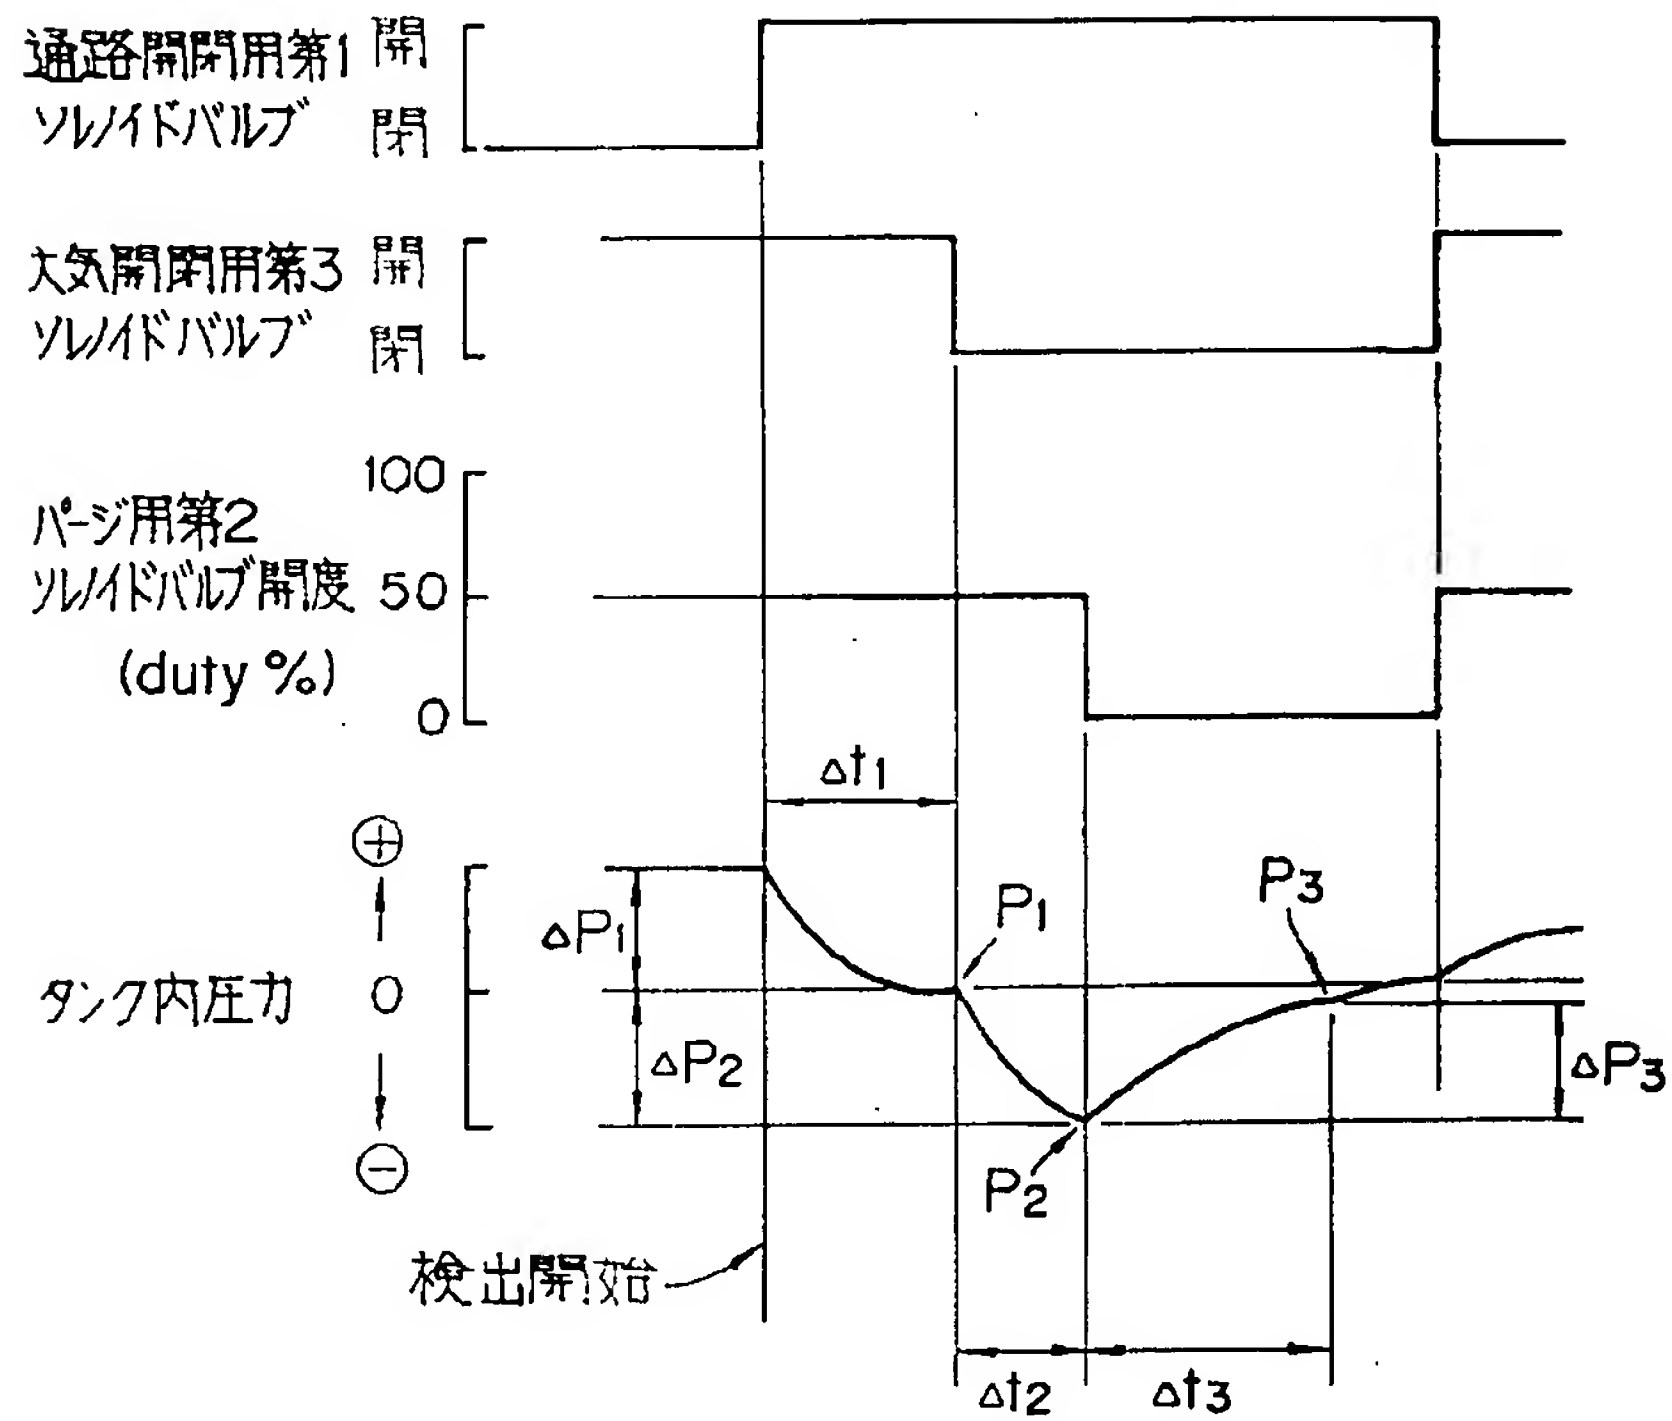 通路開閉用第1 開
ソレノイドバルブ 閉
大気開閉用第3 開
ソレノイドバルブ 閉
100
パージ用第2
ソレノイドバルブ開度 50
(duty %)
0
Δt1
⊕
P1
P3
ΔP1
タンク内圧力 0
ΔP2
ΔP3
⊖
P2
検出開始
Δt2
Δt3